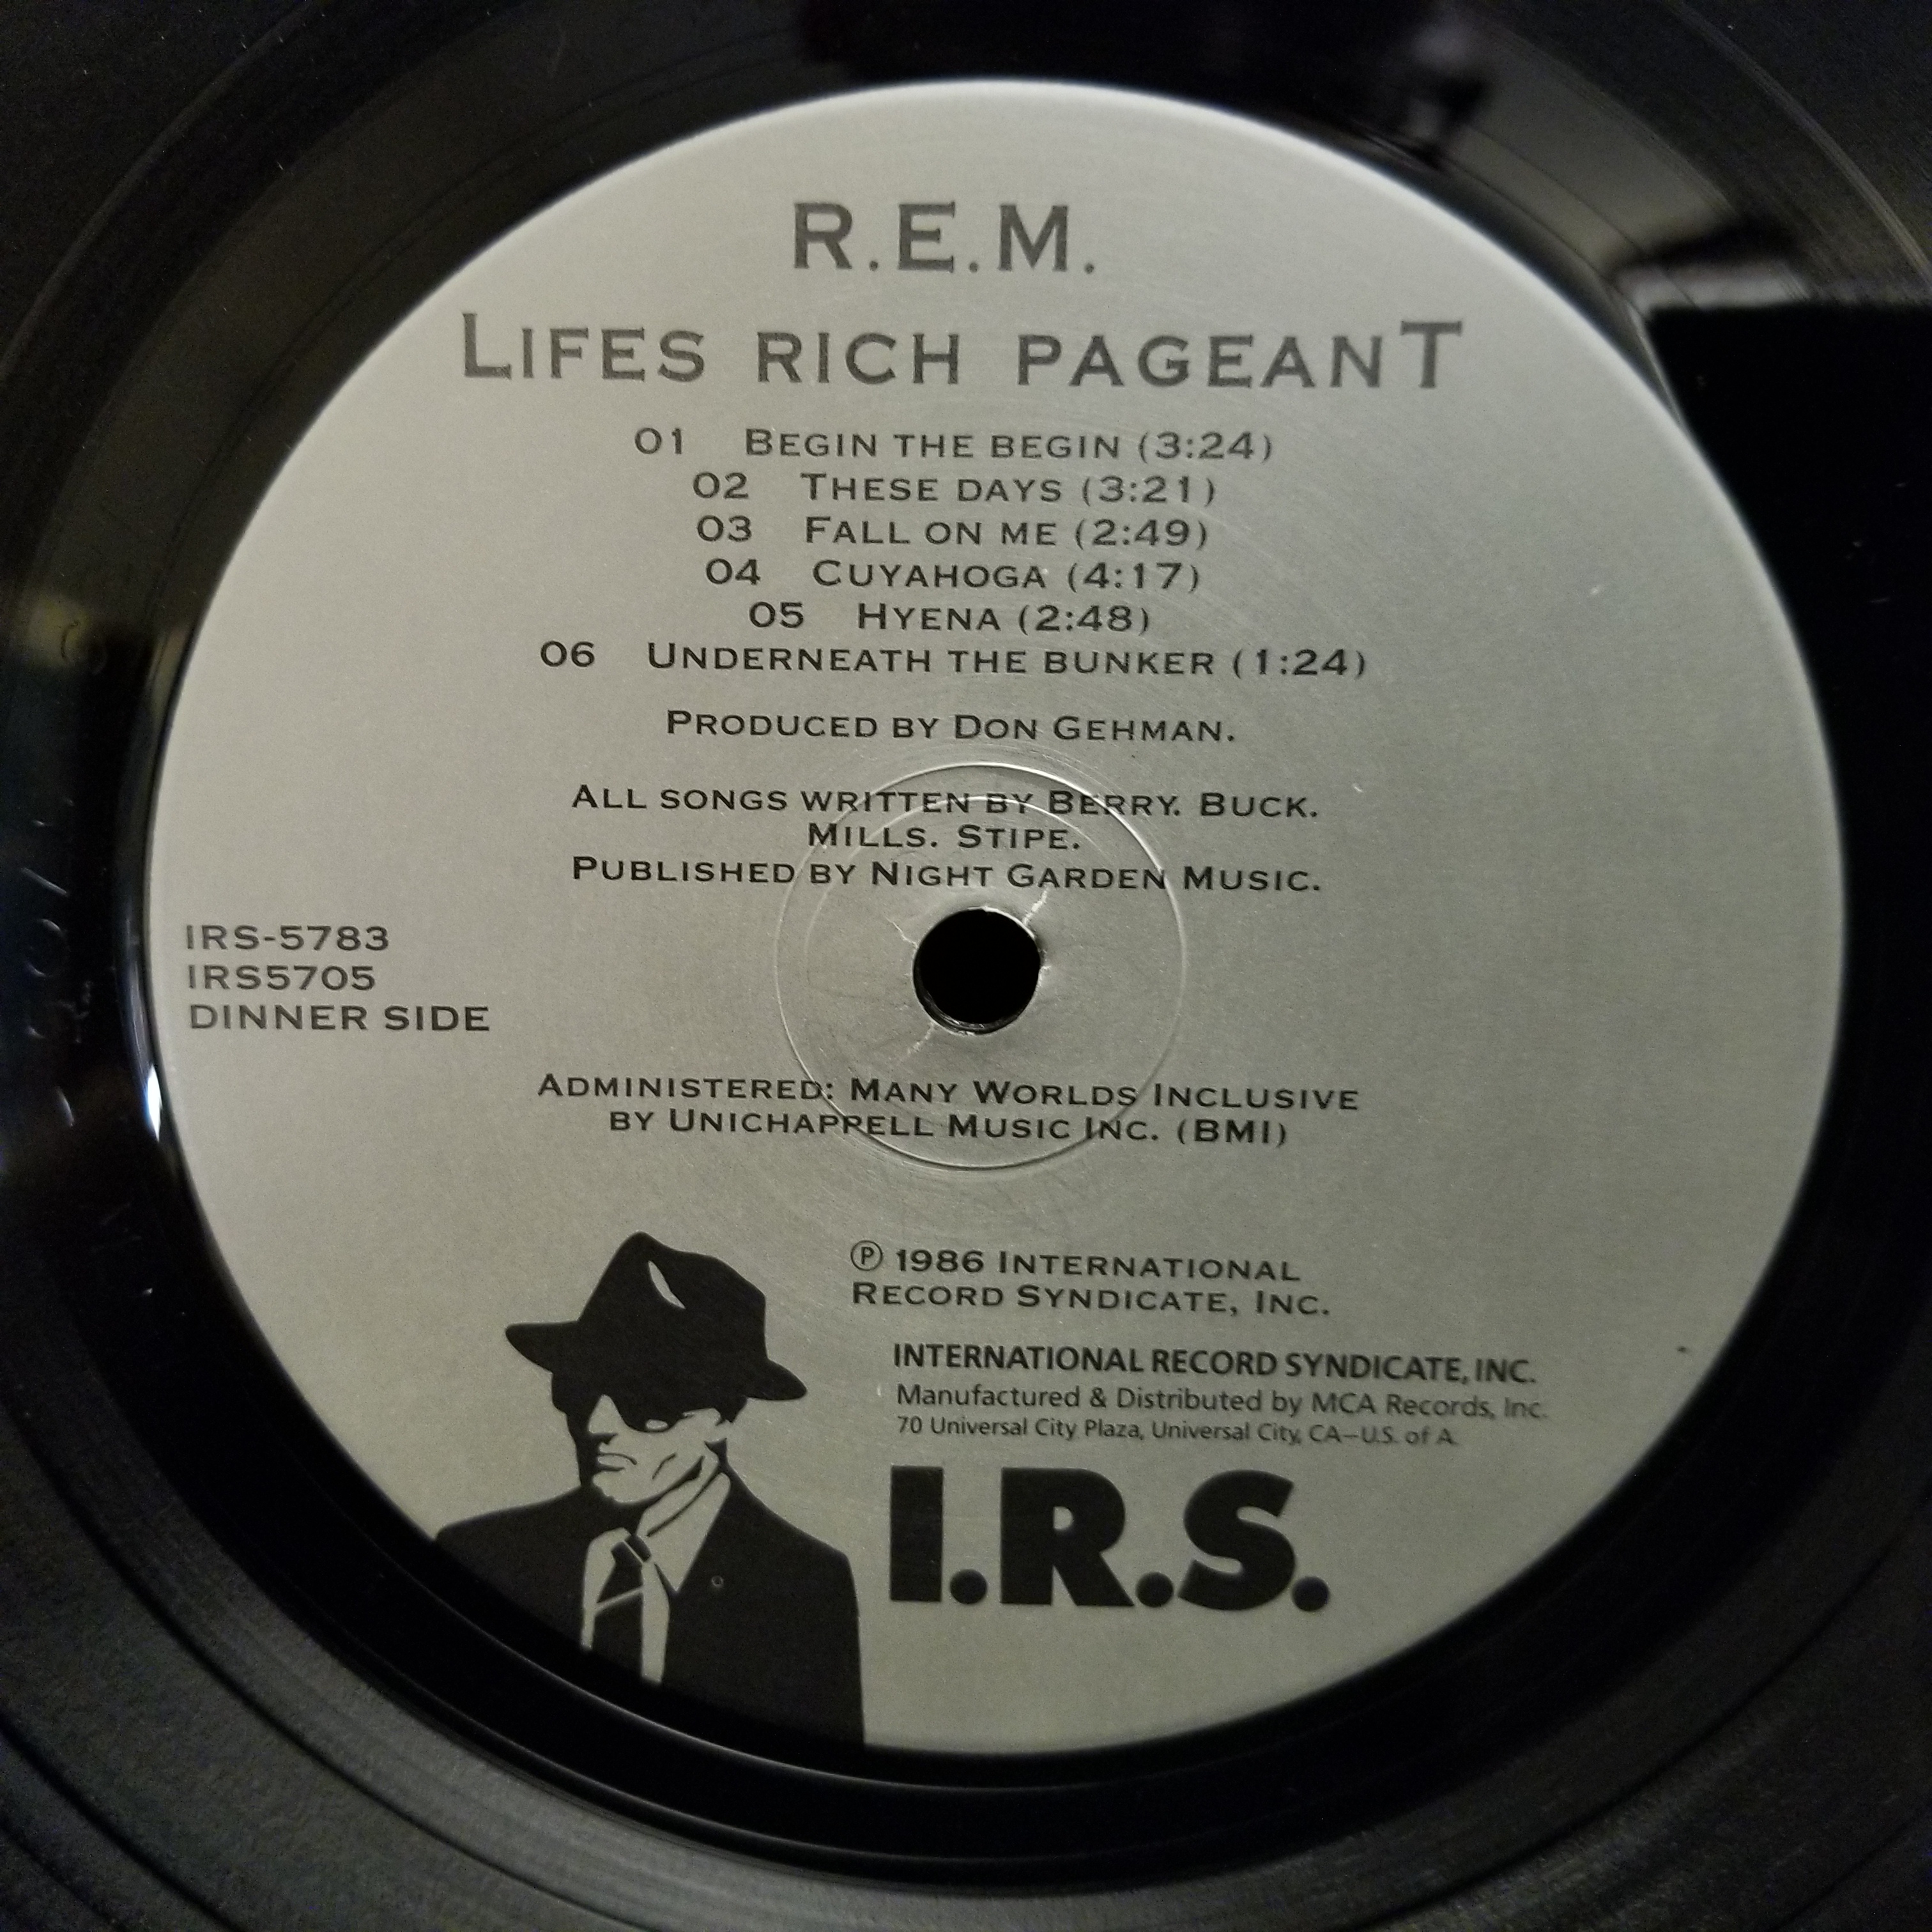 R.E.M.
LIFES RICH PAGEANT
01 BEGIN THE BEGIN (3:24)
02 THESE DAYS (3:21)
03 FALL ON ME (2:49)
04 CUYAHOGA (4:17)
05 HYENA (2:48)
06 UNDERNEATH THE BUNKER (1:24)
PRODUCED BY DON GEHMAN.
ALL SONGS WRITTEN BY BERRY. BUCK.
MILLS. STIPE.
PUBLISHED BY NIGHT GARDEN MUSIC.
IRS-5783
IRS5705
DINNER SIDE
ADMINISTERED: MANY WORLDS INCLUSIVE
BY UNICHAPPELL MUSIC INC. (BMI)
℗ 1986 INTERNATIONAL
RECORD SYNDICATE, INC.
INTERNATIONAL RECORD SYNDICATE, INC.
Manufactured & Distributed by MCA Records, Inc.
70 Universal City Plaza, Universal City, CA—U.S. of A.
I.R.S.